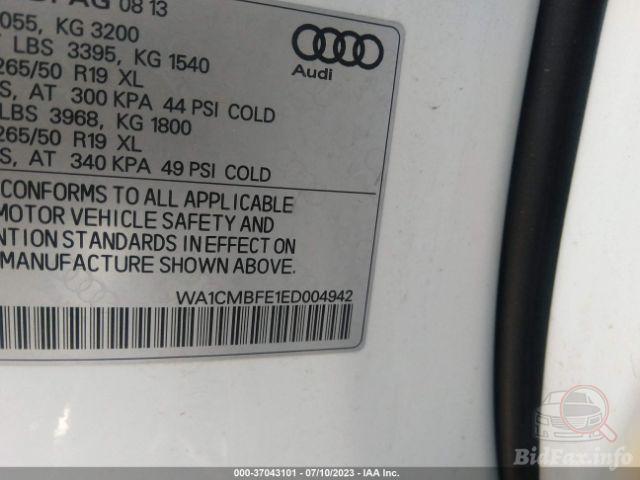 AG 08 13
055, KG 3200
LBS 3395, KG 1540
265/50 R19 XL
S, AT 300 KPA 44 PSI COLD
LBS 3968, KG 1800
265/50 R19 XL
S, AT 340 KPA 49 PSI COLD
CONFORMS TO ALL APPLICABLE
MOTOR VEHICLE SAFETY AND
NTION STANDARDS IN EFFECT ON
MANUFACTURE SHOWN ABOVE.
WA1CMBFE1ED004942
Audi
BidFax.info
000-37043101 - 07/10/2023 - IAA Inc.